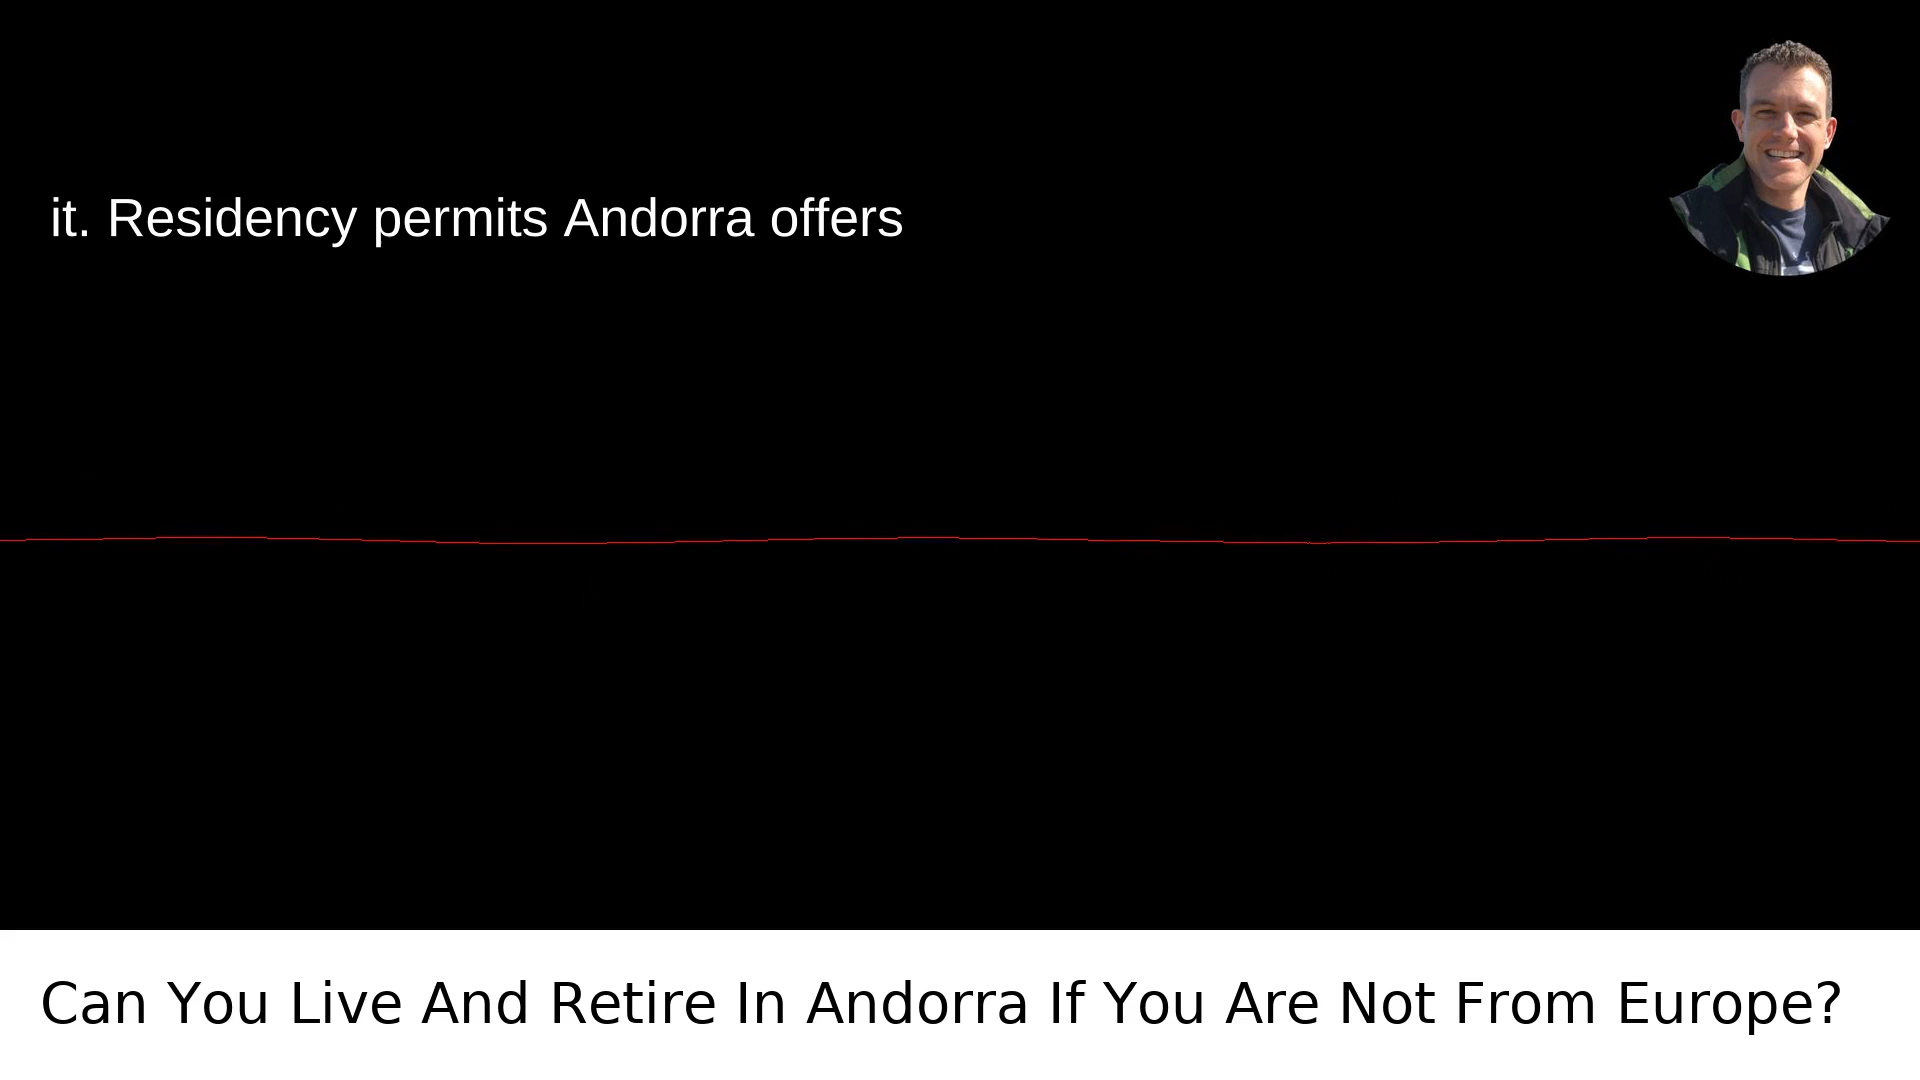 it. Residency permits Andorra offers
Can You Live And Retire In Andorra If You Are Not From Europe?